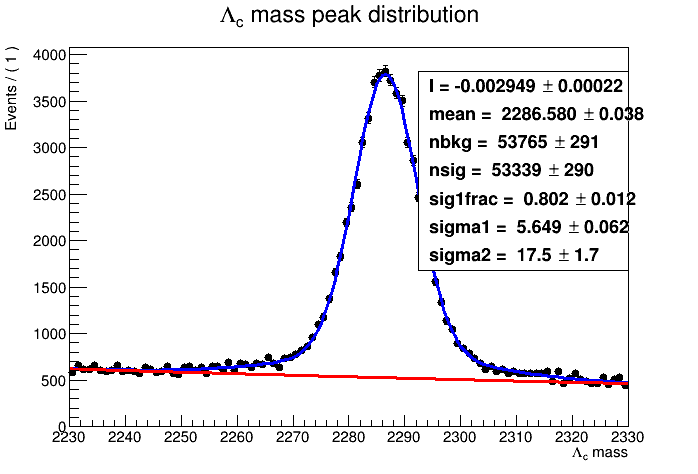 Λc mass peak distribution
Events / ( 1 )
4000
3500
3000
2500
2000
1500
1000
500
0
l = -0.002949 ± 0.00022
mean = 2286.580 ± 0.038
nbkg = 53765 ± 291
nsig = 53339 ± 290
sig1frac = 0.802 ± 0.012
sigma1 = 5.649 ± 0.062
sigma2 = 17.5 ± 1.7
2230 2240 2250 2260 2270 2280 2290 2300 2310 2320 2330
Λc mass